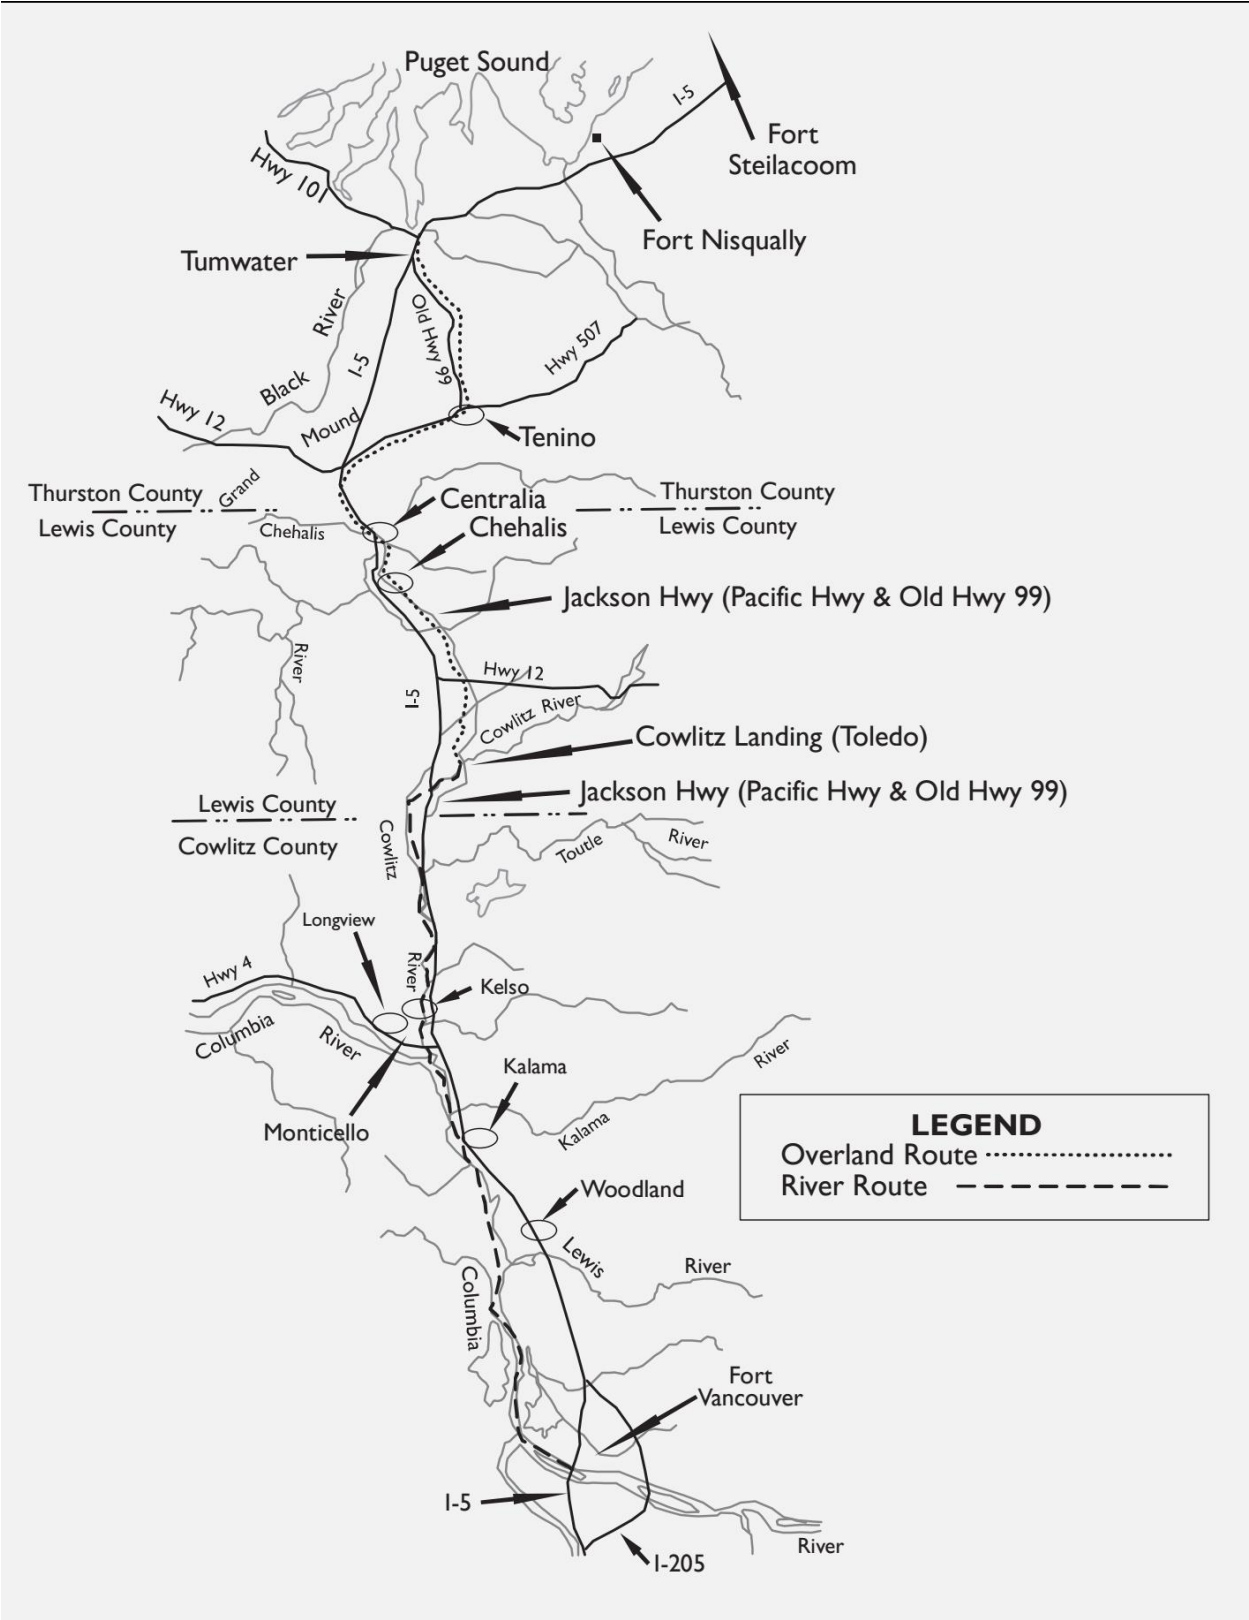 Puget Sound
I-5
Fort
Steilacoom
Hwy 101
Fort Nisqually
Tumwater
River
Old Hwy 99
Hwy 507
I-5
Black
Hwy 12
Mound
Tenino
Grand
Thurston County
Lewis County
Centralia
Thurston County
Lewis County
Chehalis
Chehalis
Jackson Hwy (Pacific Hwy & Old Hwy 99)
River
Hwy 12
I-5
Cowlitz River
Cowlitz Landing (Toledo)
Jackson Hwy (Pacific Hwy & Old Hwy 99)
Lewis County
Cowlitz County
Cowlitz
Toutle
River
Longview
River
Hwy 4
Kelso
Columbia
River
River
Kalama
Kalama
Monticello
LEGEND
Overland Route
River Route
Woodland
Lewis
River
Columbia
Fort
Vancouver
I-5
River
I-205